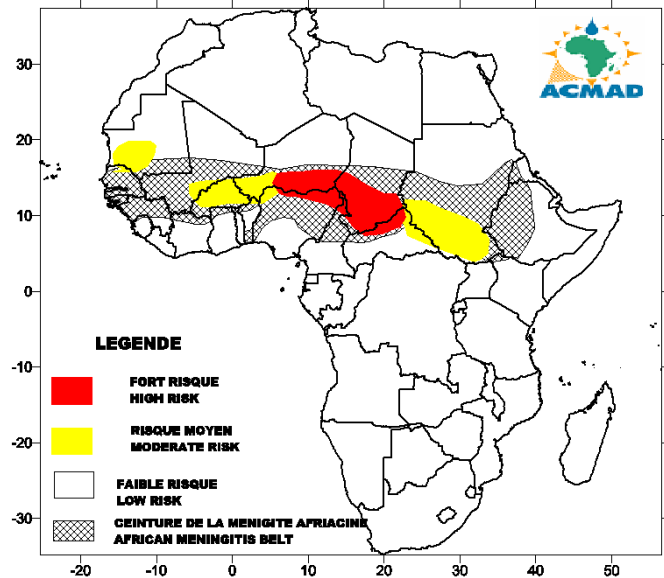 ACMAD
30
20
10
0
-10
-20
-30
LEGENDE
FORT RISQUE
HIGH RISK
RISQUE MOYEN
MODERATE RISK
FAIBLE RISQUE
LOW RISK
CEINTURE DE LA MENIGITE AFRIACINE
AFRICAN MENINGITIS BELT
-20
-10
0
10
20
30
40
50